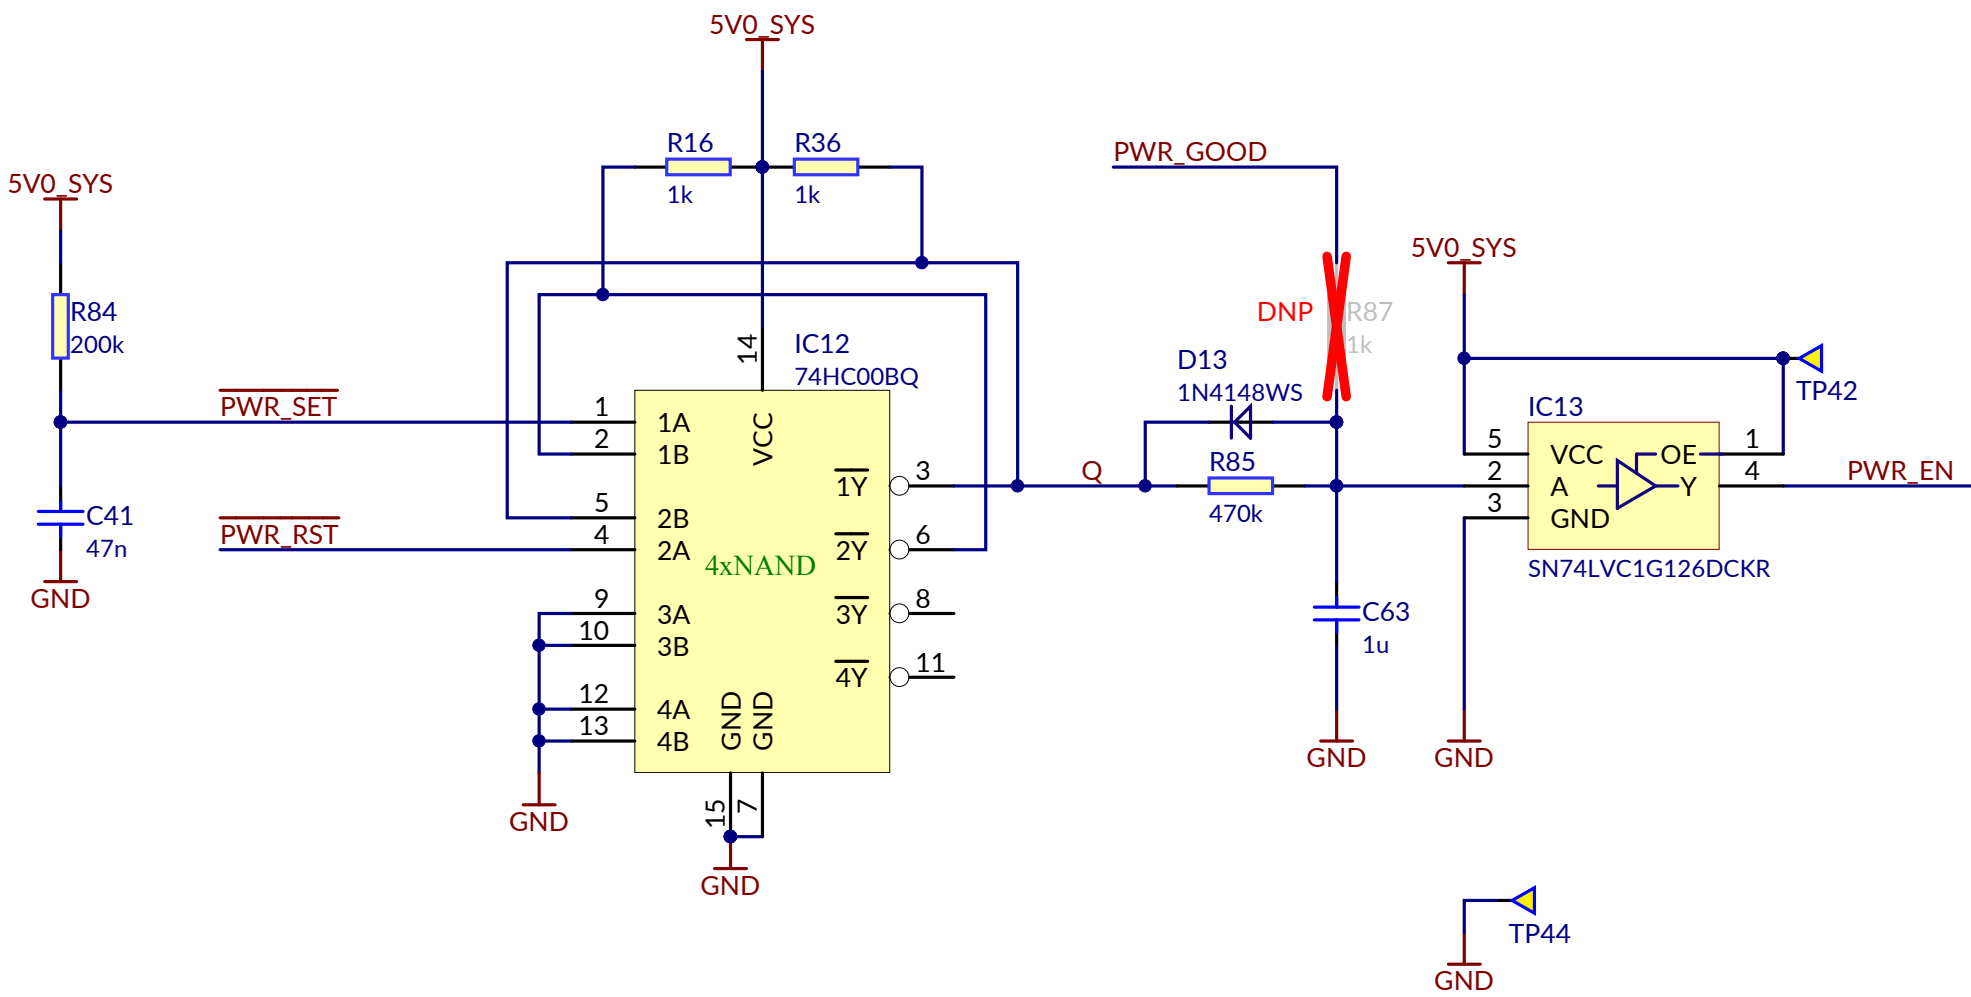 5V0_SYS
R16
1k
R36
1k
5V0_SYS
R84
200k
C41
47n
GND
PWR_SET
PWR_RST
IC12
74HC00BQ
14
VCC
1
1A
2
1B
5
2B
4
2A
9
3A
10
3B
12
4A
13
4B
4xNAND
1Y
3
2Y
6
3Y
8
4Y
11
GND
GND
15
7
GND
GND
PWR_GOOD
DNP
R87
1k
D13
1N4148WS
Q
R85
470k
C63
1u
GND
5V0_SYS
TP42
IC13
5
VCC
2
A
3
GND
OE
1
Y
4
SN74LVC1G126DCKR
PWR_EN
GND
TP44
GND